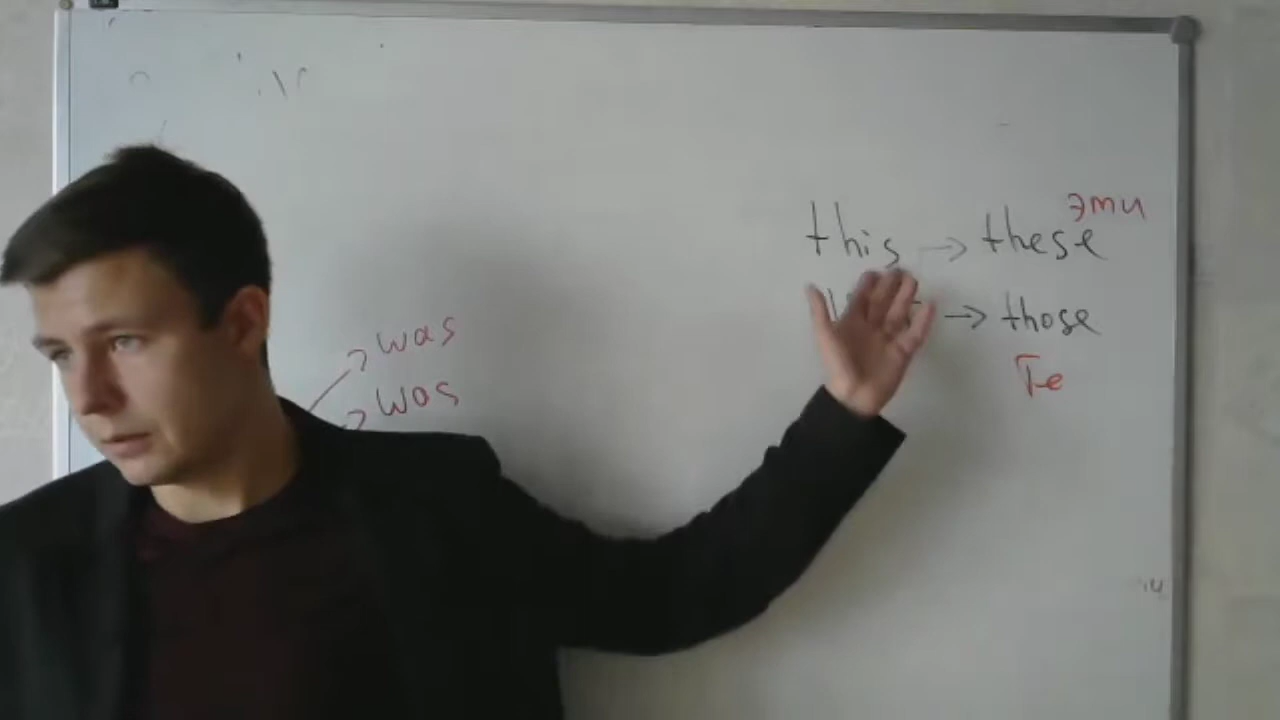 эти
this → these
→ those
Те
→ was
→ was